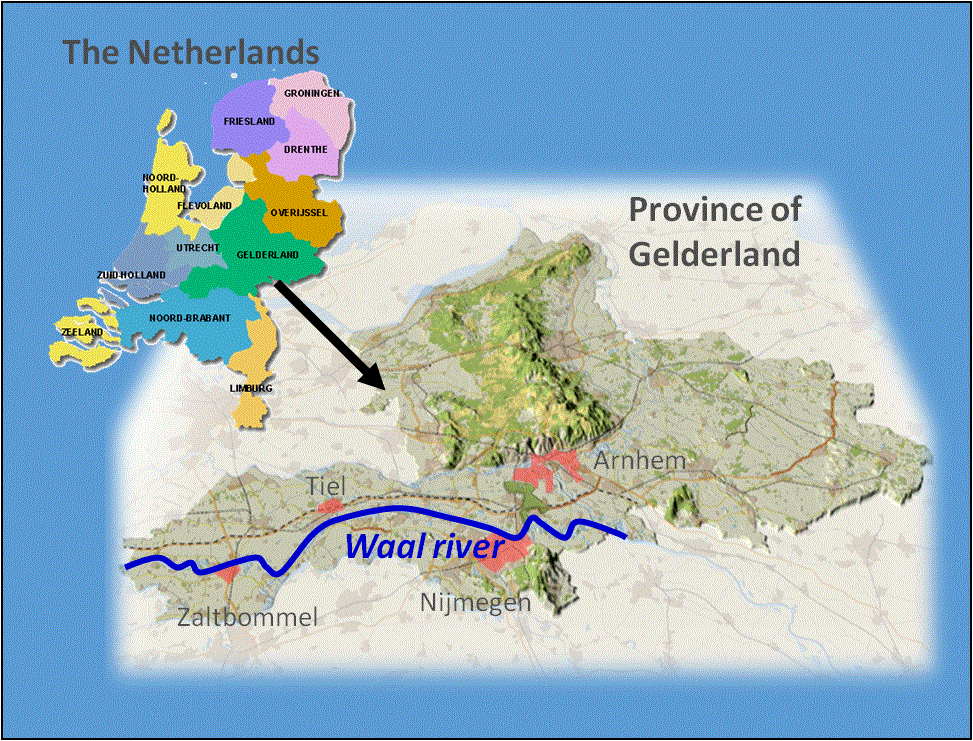 The Netherlands
GRONINGEN
FRIESLAND
DRENTHE
NOORD-
HOLLAND
FLEVOLAND
OVERIJSSEL
UTRECHT
GELDERLAND
ZUID-HOLLAND
NOORD-BRABANT
ZEELAND
LIMBURG
Province of
Gelderland
Arnhem
Tiel
Waal river
Nijmegen
Zaltbommel